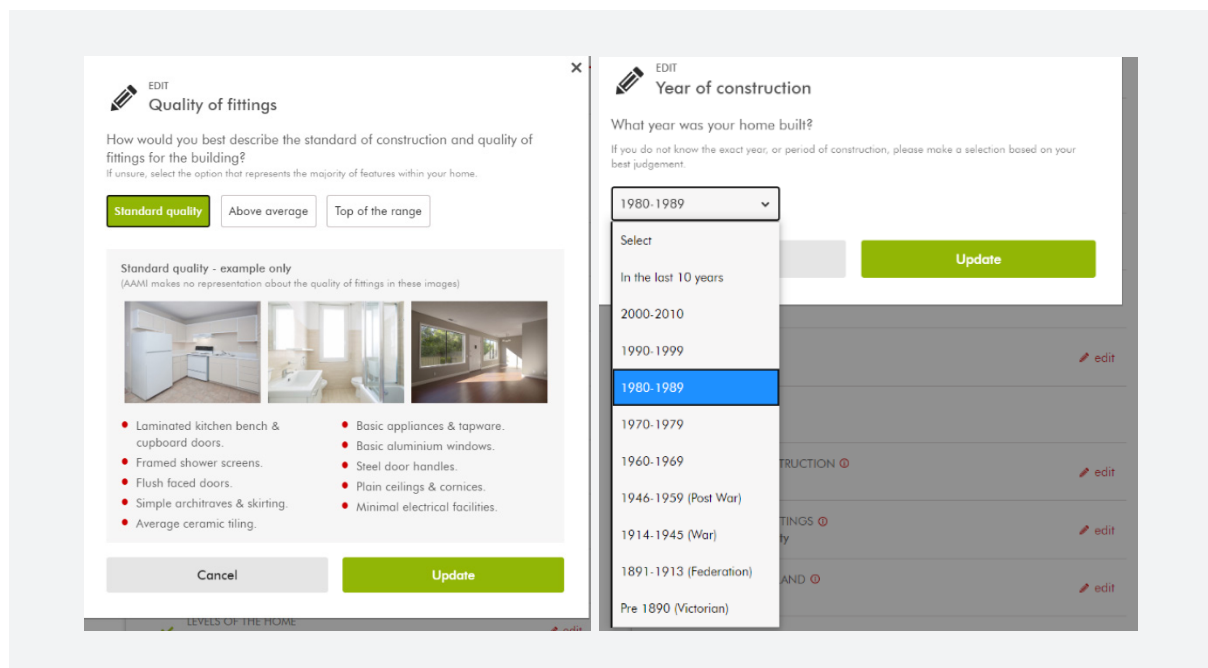 EDIT
Quality of fittings
How would you best describe the standard of construction and quality of
fittings for the building?
If unsure, select the option that represents the majority of features within your home.
Standard quality
Above average
Top of the range
Standard quality - example only
(AAMI makes no representation about the quality of fittings in these images)
Laminated kitchen bench &
cupboard doors.
Framed shower screens.
Flush faced doors.
Simple architraves & skirting.
Average ceramic tiling.
Basic appliances & tapware.
Basic aluminium windows.
Steel door handles.
Plain ceilings & cornices.
Minimal electrical facilities.
Cancel
Update
LEVELS OF THE HOME
edit
EDIT
Year of construction
What year was your home built?
If you do not know the exact year, or period of construction, please make a selection based on your
best judgement.
1980-1989
Select
In the last 10 years
2000-2010
1990-1999
1980-1989
1970-1979
1960-1969
1946-1959 (Post War)
1914-1945 (War)
1891-1913 (Federation)
Pre 1890 (Victorian)
Update
edit
TRUCTION
edit
TINGS
ty
edit
AND
edit